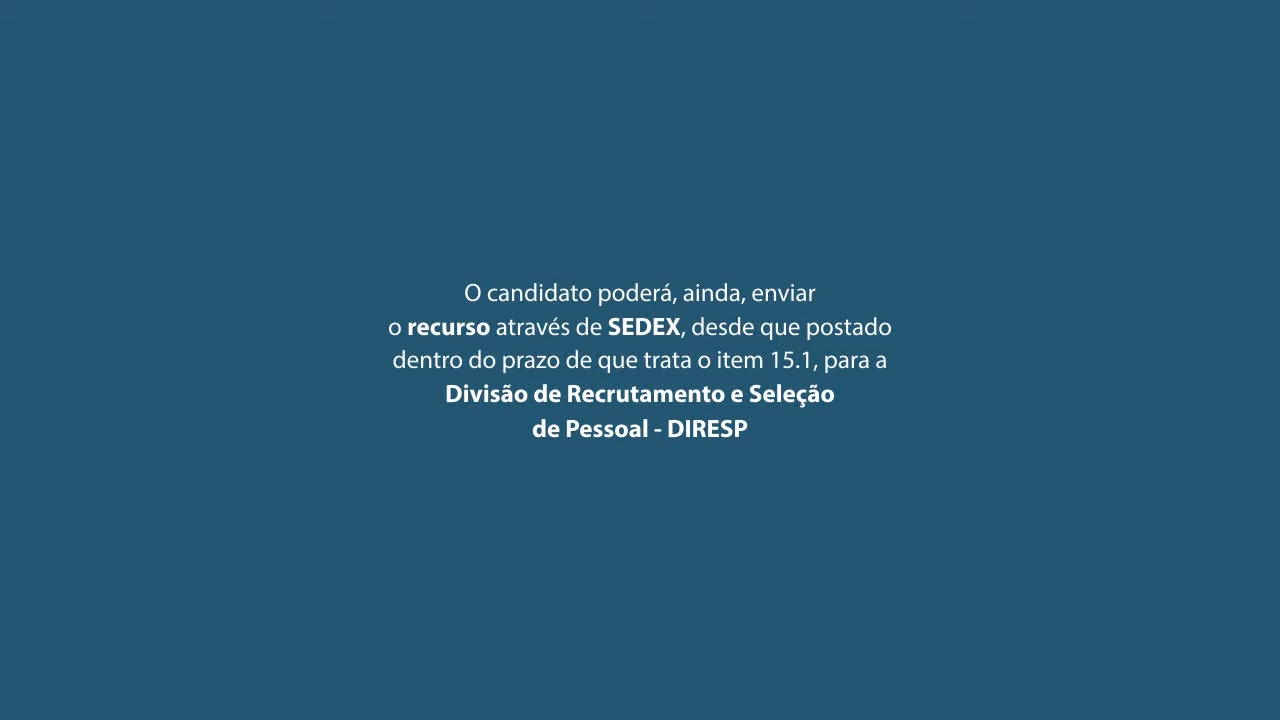 O candidato poderá, ainda, enviar
o recurso através de SEDEX, desde que postado
dentro do prazo de que trata o item 15.1, para a
Divisão de Recrutamento e Seleção
de Pessoal - DIRESP